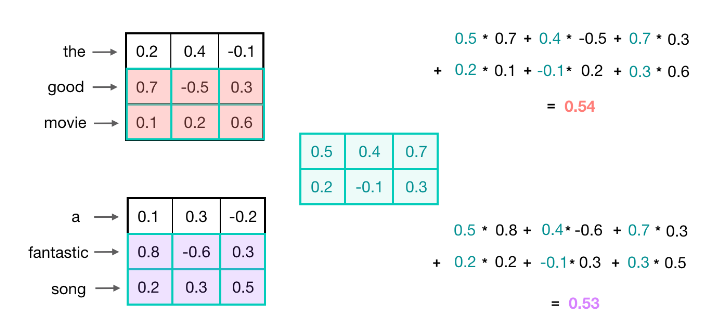 the → 0.2 0.4 -0.1
good → 0.7 -0.5 0.3
movie → 0.1 0.2 0.6
0.5 * 0.7 + 0.4 * -0.5 + 0.7 * 0.3
+ 0.2 * 0.1 + -0.1 * 0.2 + 0.3 * 0.6
= 0.54
0.5 0.4 0.7
0.2 -0.1 0.3
a → 0.1 0.3 -0.2
fantastic → 0.8 -0.6 0.3
song → 0.2 0.3 0.5
0.5 * 0.8 + 0.4 * -0.6 + 0.7 * 0.3
+ 0.2 * 0.2 + -0.1 * 0.3 + 0.3 * 0.5
= 0.53